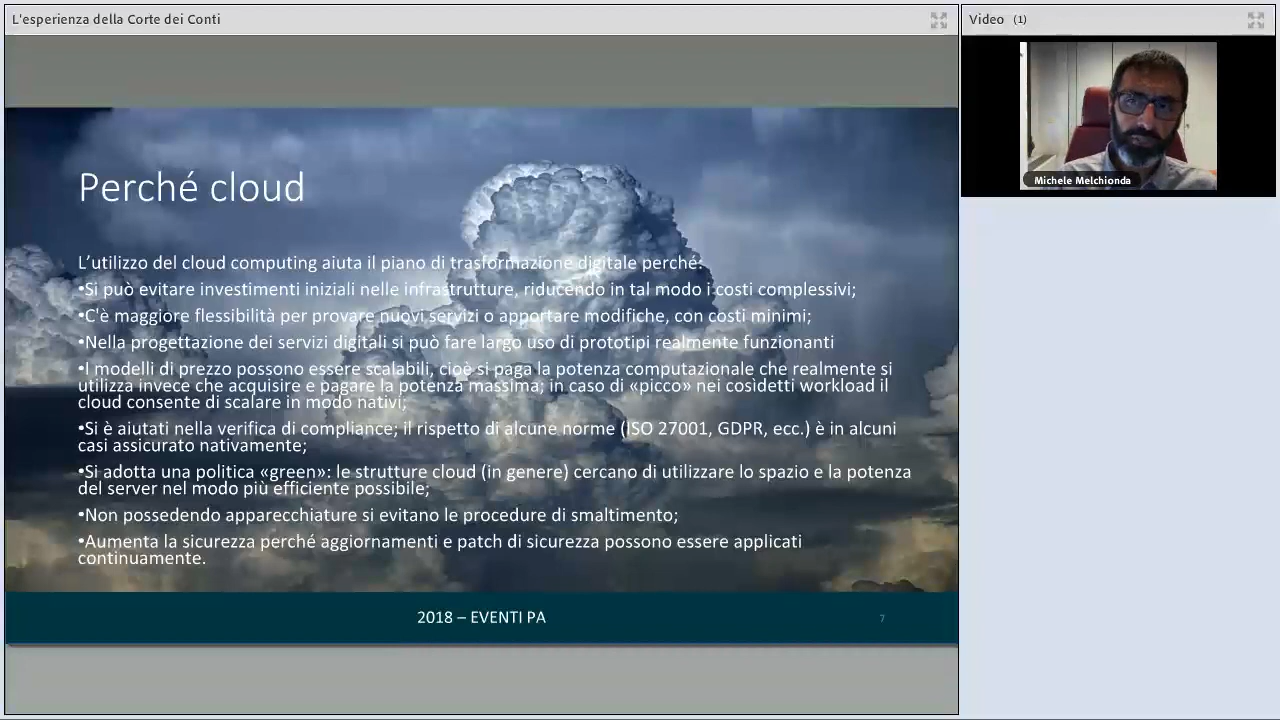 L'esperienza della Corte dei Conti
Video (1)
Michele Melchionda
Perché cloud
L’utilizzo del cloud computing aiuta il piano di trasformazione digitale perché:
•Si può evitare investimenti iniziali nelle infrastrutture, riducendo in tal modo i costi complessivi;
•C'è maggiore flessibilità per provare nuovi servizi o apportare modifiche, con costi minimi;
•Nella progettazione dei servizi digitali si può fare largo uso di prototipi realmente funzionanti
•I modelli di prezzo possono essere scalabili, cioè si paga la potenza computazionale che realmente si
utilizza invece che acquisire e pagare la potenza massima; in caso di «picco» nei cosìdetti workload il
cloud consente di scalare in modo nativi;
•Si è aiutati nella verifica di compliance; il rispetto di alcune norme (ISO 27001, GDPR, ecc.) è in alcuni
casi assicurato nativamente;
•Si adotta una politica «green»: le strutture cloud (in genere) cercano di utilizzare lo spazio e la potenza
del server nel modo più efficiente possibile;
•Non possedendo apparecchiature si evitano le procedure di smaltimento;
•Aumenta la sicurezza perché aggiornamenti e patch di sicurezza possono essere applicati
continuamente.
2018 – EVENTI PA
7